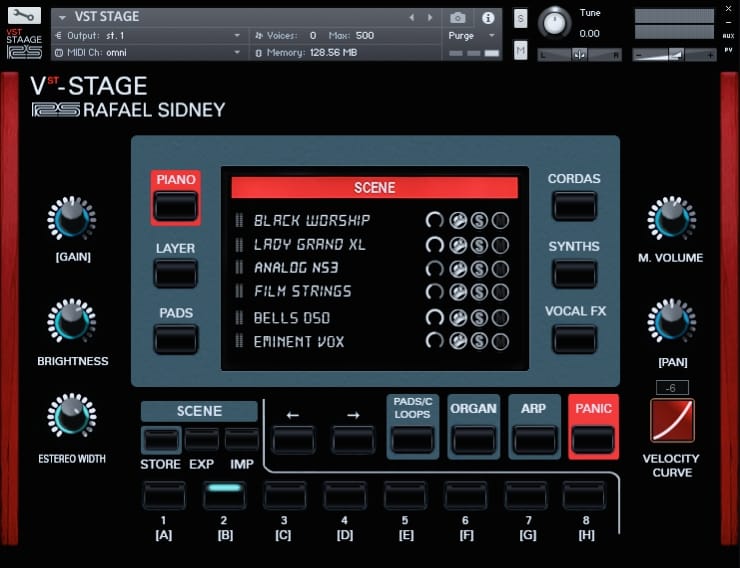 VST STAGE
Output: st. 1
Voices: 0 Max: 500
Purge
MIDI Ch: omni
Memory: 128.56 MB
VST
STAAGE
RS
S
M
Tune
0.00
L R
×
-
AUX
PV
VST-STAGE
RS RAFAEL SIDNEY
PIANO
LAYER
PADS
SCENE
BLACK WORSHIP S M
LADY GRAND XL S M
ANALOG NS3 S M
FILM STRINGS S M
BELLS DSD S M
EMINENT VOX S M
CORDAS
SYNTHS
VOCAL FX
[GAIN]
BRIGHTNESS
ESTEREO WIDTH
M. VOLUME
[PAN]
-6
VELOCITY
CURVE
SCENE
STORE EXP IMP
← →
PADS/C
LOOPS
ORGAN
ARP
PANIC
1 2 3 4 5 6 7 8
[A] [B] [C] [D] [E] [F] [G] [H]